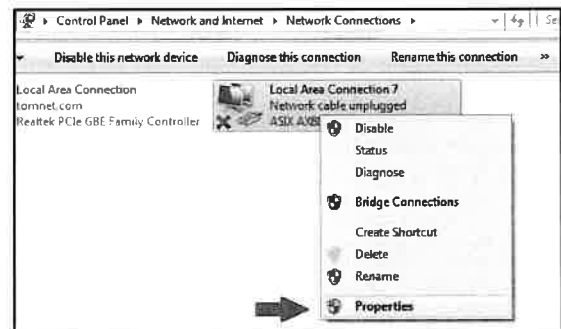 Control Panel ▸ Network and Internet ▸ Network Connections ▸
Disable this network device Diagnose this connection Rename this connection »
Local Area Connection
tomnet.com
Realtek PCIe GBE Family Controller
Local Area Connection 7
Network cable unplugged
ASIX
Disable
Status
Diagnose
Bridge Connections
Create Shortcut
Delete
Rename
Properties